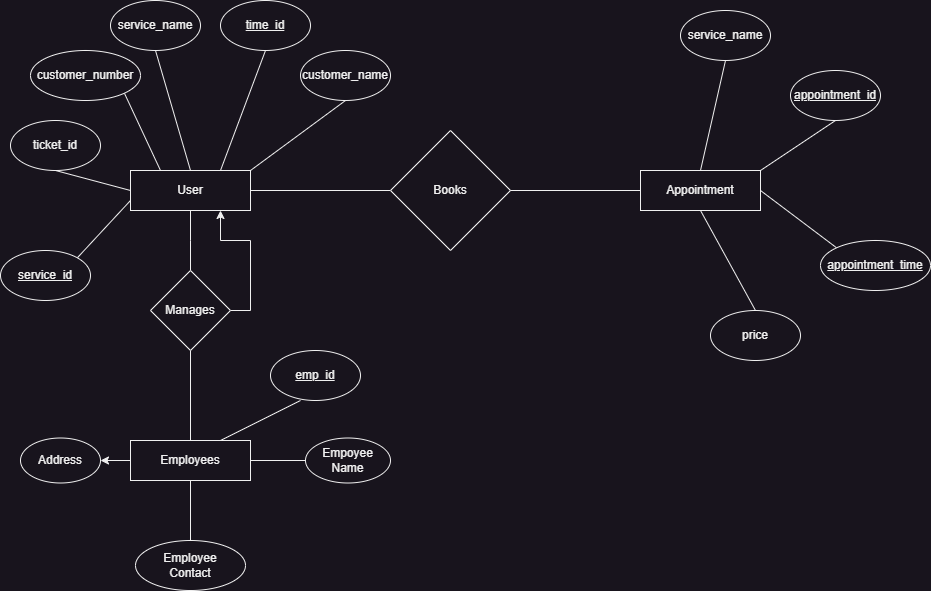 service_name
time_id
service_name
customer_number
customer_name
appointment_id
ticket_id
User
Books
Appointment
service_id
appointment_time
Manages
price
emp_id
Address
Employees
Empoyee
Name
Employee
Contact